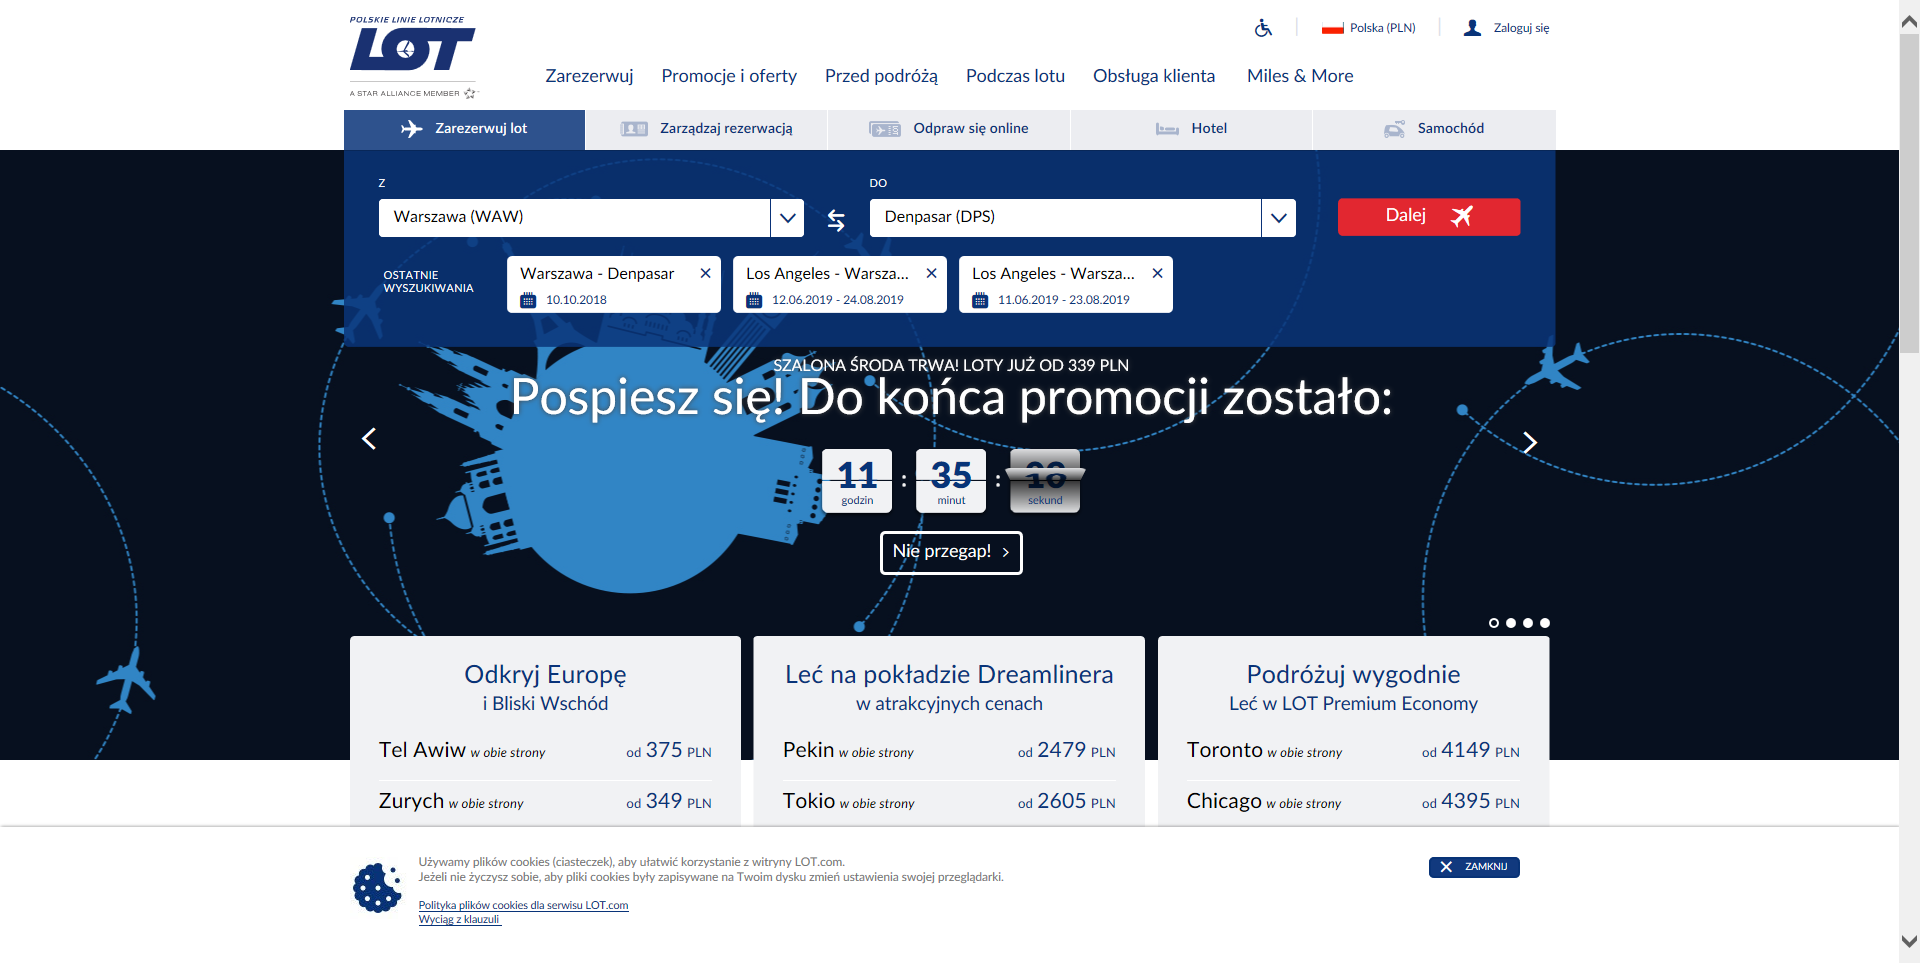 POLSKIE LINIE LOTNICZE
LOT
A STAR ALLIANCE MEMBER
Polska (PLN)
Zaloguj się
Zarezerwuj
Promocje i oferty
Przed podróżą
Podczas lotu
Obsługa klienta
Miles & More
Zarezerwuj lot
Zarządzaj rezerwacją
Odpraw się online
Hotel
Samochód
Z
DO
Warszawa (WAW)
Denpasar (DPS)
Dalej
OSTATNIE
WYSZUKIWANIA
Warszawa - Denpasar
10.10.2018
Los Angeles - Warsza...
12.06.2019 - 24.08.2019
Los Angeles - Warsza...
11.06.2019 - 23.08.2019
SZALONA ŚRODA TRWA! LOTY JUŻ OD 339 PLN
Pospiesz się! Do końca promocji zostało:
11 : 35 :
godzin minut sekund
Nie przegap!
Odkryj Europę
i Bliski Wschód
Tel Awiw w obie strony od 375 PLN
Zurych w obie strony od 349 PLN
Leć na pokładzie Dreamlinera
w atrakcyjnych cenach
Pekin w obie strony od 2479 PLN
Tokio w obie strony od 2605 PLN
Podróżuj wygodnie
Leć w LOT Premium Economy
Toronto w obie strony od 4149 PLN
Chicago w obie strony od 4395 PLN
Używamy plików cookies (ciasteczek), aby ułatwić korzystanie z witryny LOT.com.
Jeżeli nie życzysz sobie, aby pliki cookies były zapisywane na Twoim dysku zmień ustawienia swojej przeglądarki.
Polityka plików cookies dla serwisu LOT.com
Wyciąg z klauzuli
ZAMKNIJ